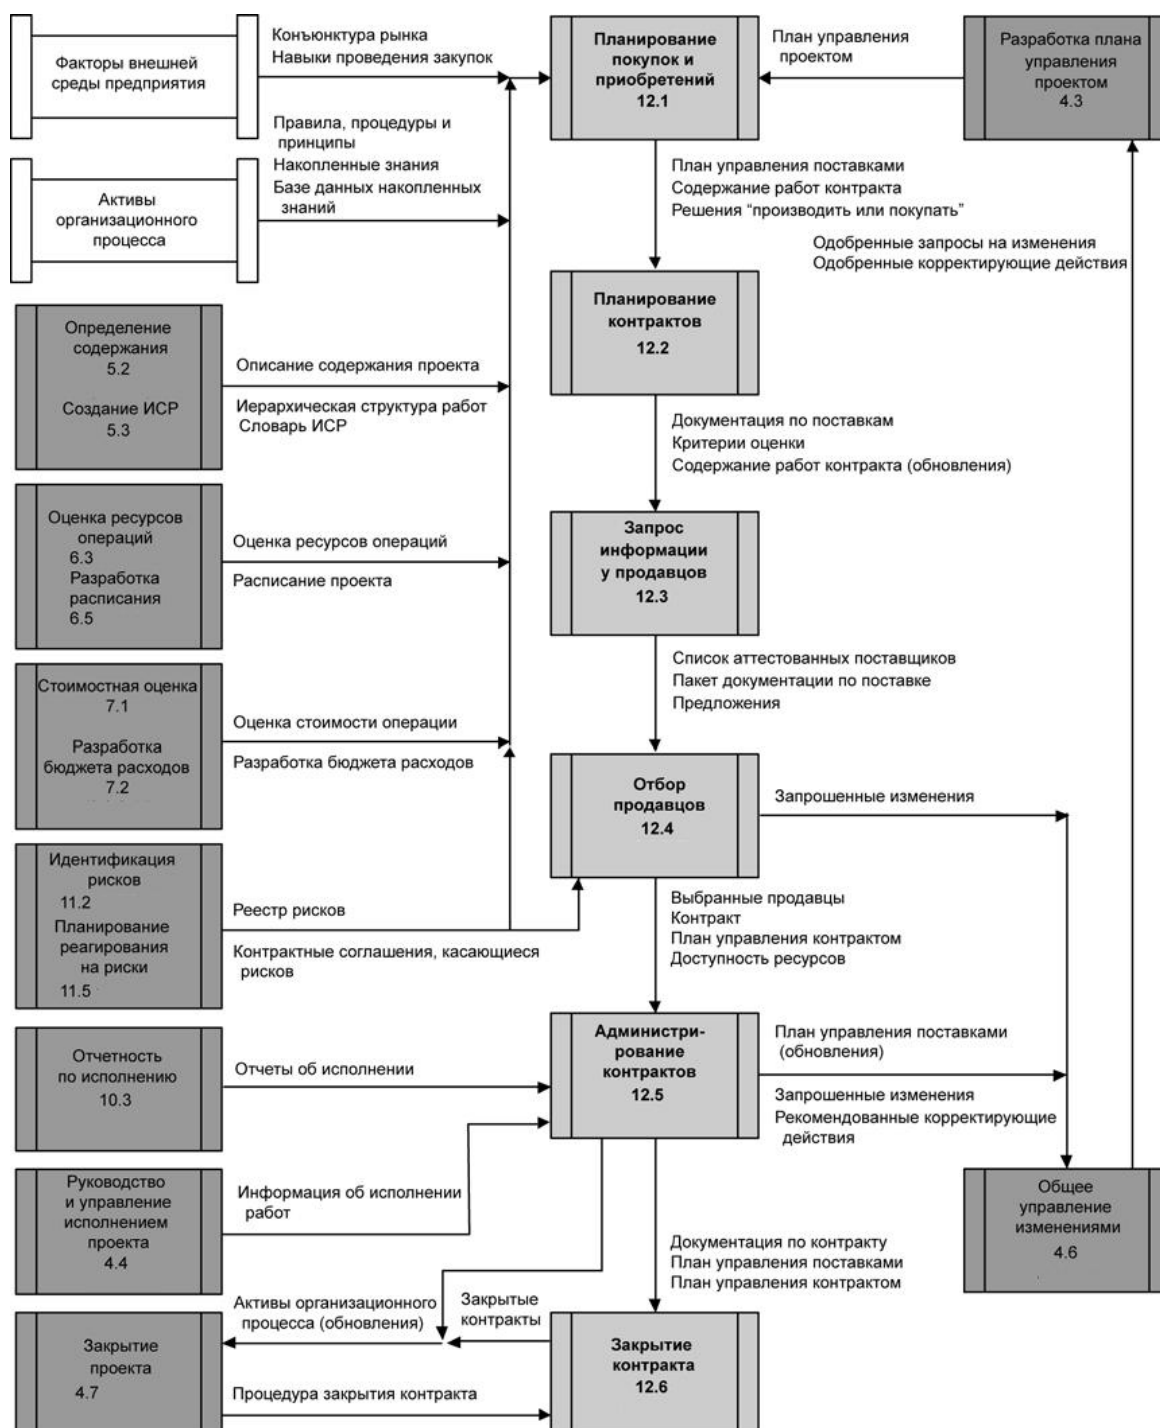 Факторы внешней
среды предприятия
Конъюнктура рынка
Навыки проведения закупок
Планирование
покупок и
приобретений
12.1
План управления
проектом
Разработка плана
управления
проектом
4.3
Активы
организационного
процесса
Правила, процедуры и
принципы
Накопленные знания
Базе данных накопленных
знаний
План управления поставками
Содержание работ контракта
Решения “производить или покупать”
Одобренные запросы на изменения
Одобренные корректирующие действия
Определение
содержания
5.2
Создание ИСР
5.3
Описание содержания проекта
Иерархическая структура работ
Словарь ИСР
Планирование
контрактов
12.2
Документация по поставкам
Критерии оценки
Содержание работ контракта (обновления)
Оценка ресурсов
операций
6.3
Разработка
расписания
6.5
Оценка ресурсов операций
Расписание проекта
Запрос
информации
у продавцов
12.3
Список аттестованных поставщиков
Пакет документации по поставке
Предложения
Стоимостная оценка
7.1
Разработка
бюджета расходов
7.2
Оценка стоимости операции
Разработка бюджета расходов
Отбор
продавцов
12.4
Запрошенные изменения
Идентификация
рисков
11.2
Планирование
реагирования
на риски
11.5
Реестр рисков
Контрактные соглашения, касающиеся
рисков
Выбранные продавцы
Контракт
План управления контрактом
Доступность ресурсов
Отчетность
по исполнению
10.3
Отчеты об исполнении
Администри-
рование
контрактов
12.5
План управления поставками
(обновления)
Запрошенные изменения
Рекомендованные корректирующие
действия
Руководство
и управление
исполнением
проекта
4.4
Информация об исполнении
работ
Документация по контракту
План управления поставками
План управления контрактом
Общее
управление
изменениями
4.6
Закрытие
проекта
4.7
Активы организационного
процесса (обновления)
Закрытые
контракты
Процедура закрытия контракта
Закрытие
контракта
12.6